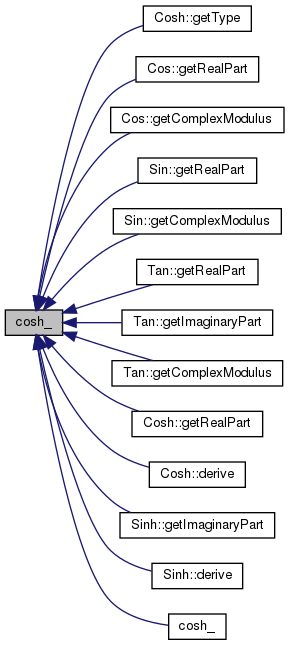 Cosh::getType
Cos::getRealPart
Cos::getComplexModulus
Sin::getRealPart
Sin::getComplexModulus
Tan::getRealPart
cosh_
Tan::getImaginaryPart
Tan::getComplexModulus
Cosh::getRealPart
Cosh::derive
Sinh::getImaginaryPart
Sinh::derive
cosh_